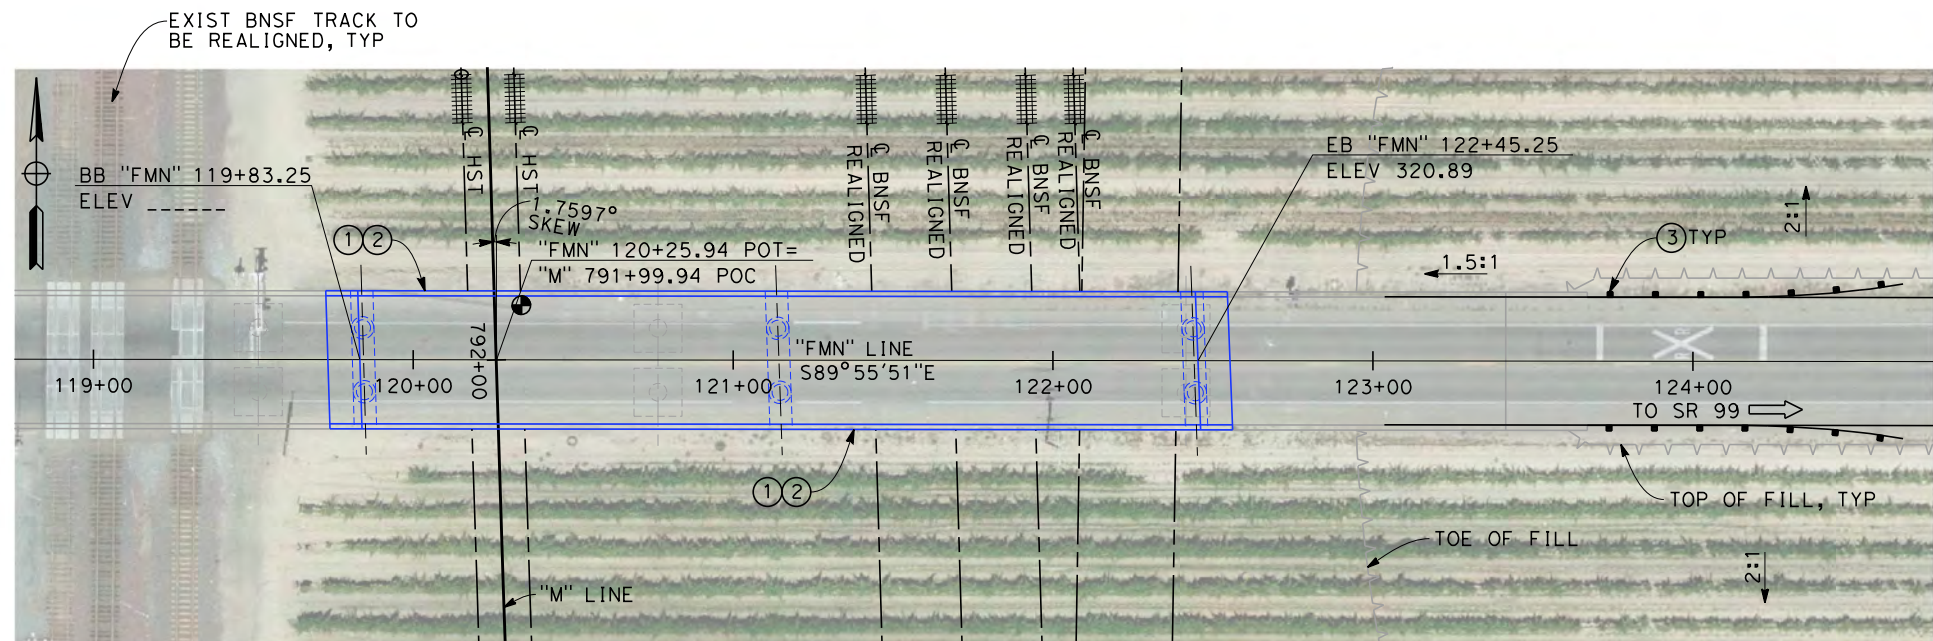 EXIST BNSF TRACK TO
BE REALIGNED, TYP
BB "FMN" 119+83.25
ELEV ______
℄ HST
℄ HST
1.7597°
SKEW
"FMN" 120+25.94 POT=
"M" 791+99.94 POC
℄ BNSF
REALIGNED
℄ BNSF
REALIGNED
℄ BNSF
REALIGNED
℄ BNSF
REALIGNED
EB "FMN" 122+45.25
ELEV 320.89
1 2
3 TYP
2:1
1.5:1
792+00
"FMN" LINE
S89°55'51"E
R
119+00
120+00
121+00
122+00
123+00
124+00
TO SR 99
1 2
TOP OF FILL, TYP
TOE OF FILL
2:1
"M" LINE